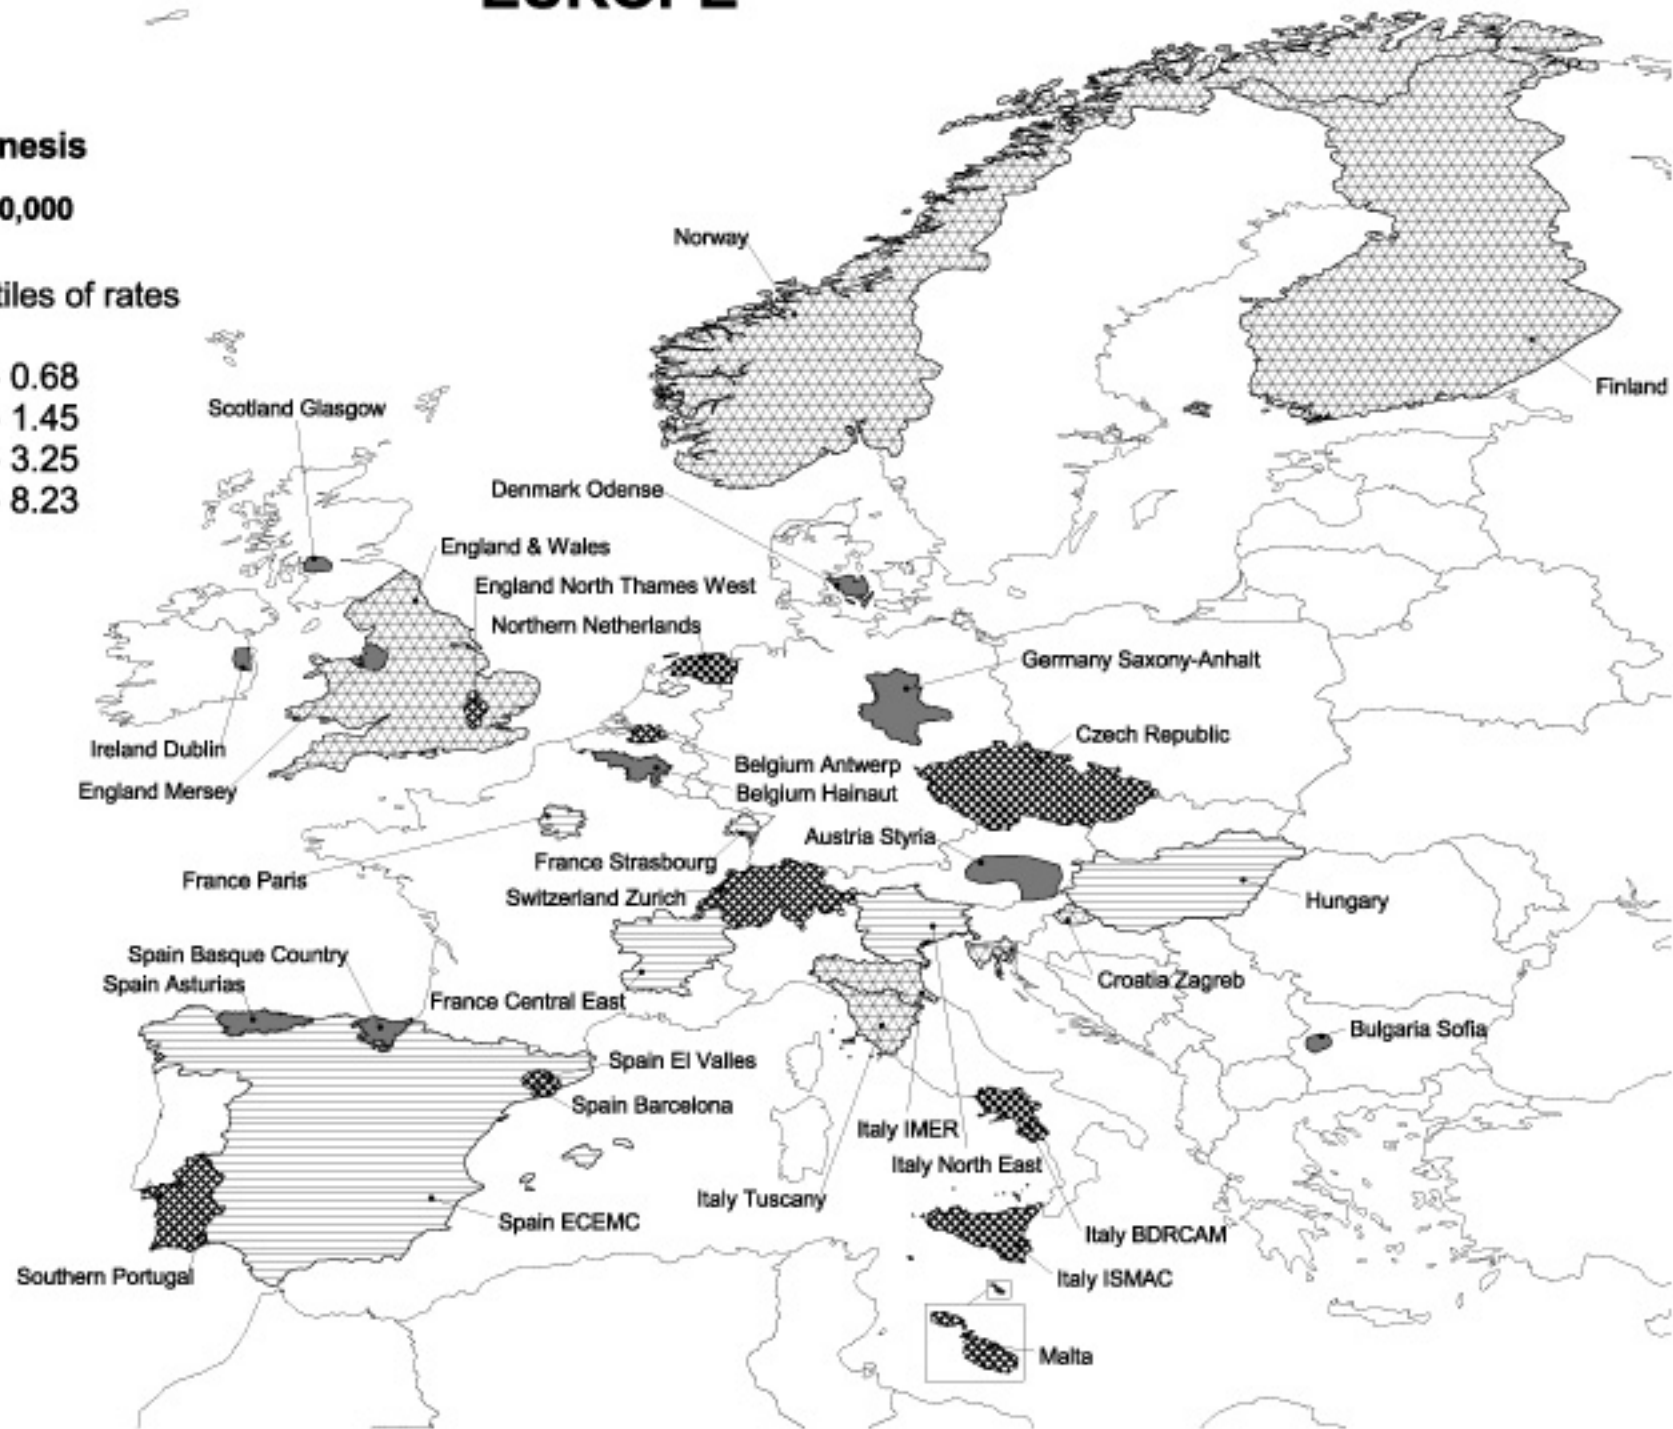 EUROPE
nesis
0,000
tiles of rates
0.68
1.45
3.25
8.23
Norway
Finland
Scotland Glasgow
Denmark Odense
England & Wales
England North Thames West
Northern Netherlands
Germany Saxony-Anhalt
Ireland Dublin
Czech Republic
Belgium Antwerp
England Mersey
Belgium Hainaut
Austria Styria
France Strasbourg
France Paris
Switzerland Zurich
Hungary
Spain Basque Country
Spain Asturias
Croatia Zagreb
France Central East
Bulgaria Sofia
Spain El Valles
Spain Barcelona
Italy IMER
Italy North East
Italy Tuscany
Spain ECEMC
Italy BDRCAM
Southern Portugal
Italy ISMAC
Malta